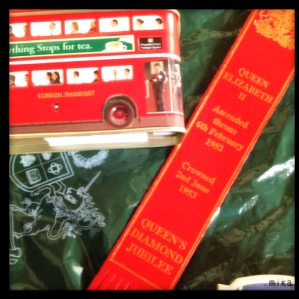 rything Stops for tea.
LONDON TRANSPORT
QUEEN
ELIZABETH
II
Ascended
throne
6th February
1952
Crowned
2nd June
1953
QUEEN'S
DIAMOND
JUBILEE
mika